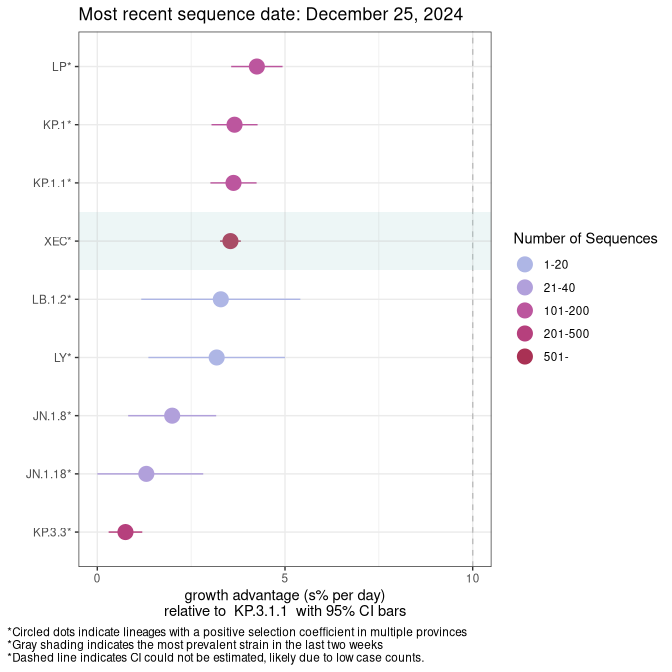 Most recent sequence date: December 25, 2024
LP*
KP.1*
KP.1.1*
XEC*
LB.1.2*
LY*
JN.1.8*
JN.1.18*
KP.3.3*
0 5 10
growth advantage (s% per day)
relative to KP.3.1.1 with 95% CI bars
Number of Sequences
1-20
21-40
101-200
201-500
501-
*Circled dots indicate lineages with a positive selection coefficient in multiple provinces
*Gray shading indicates the most prevalent strain in the last two weeks
*Dashed line indicates CI could not be estimated, likely due to low case counts.